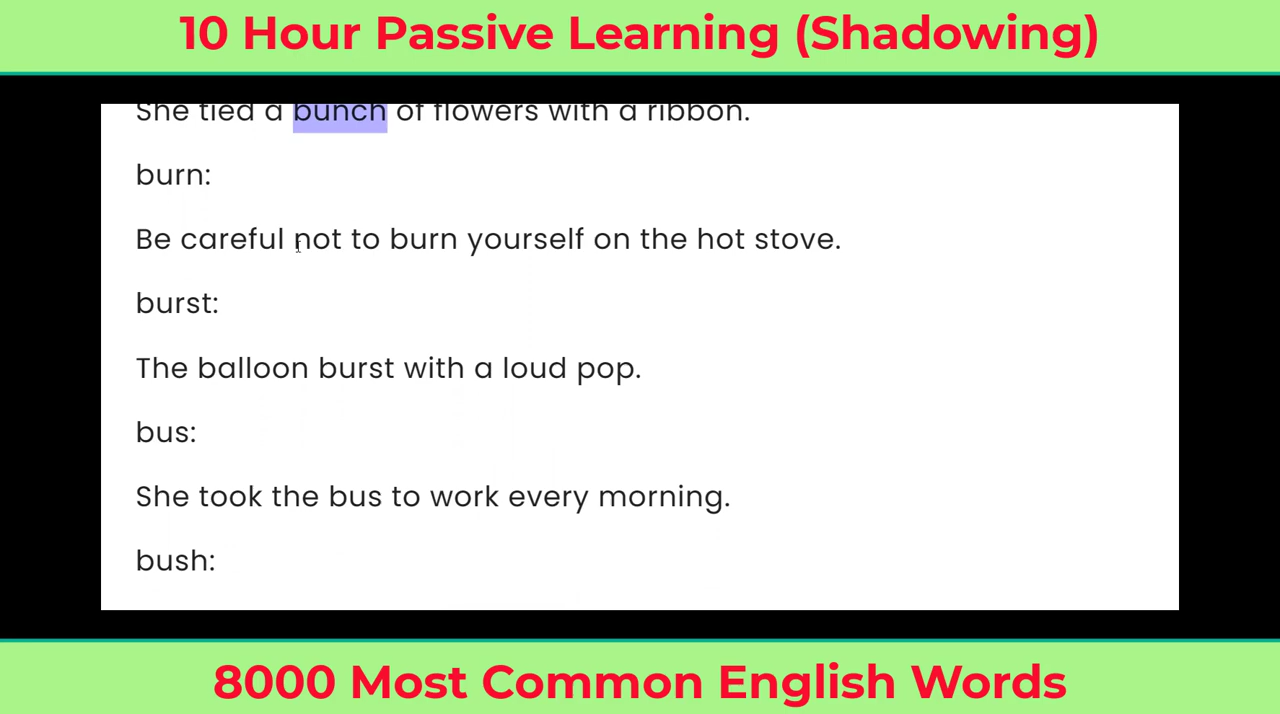 10 Hour Passive Learning (Shadowing)
She tied a bunch of flowers with a ribbon.
burn:
Be careful not to burn yourself on the hot stove.
burst:
The balloon burst with a loud pop.
bus:
She took the bus to work every morning.
bush:
8000 Most Common English Words